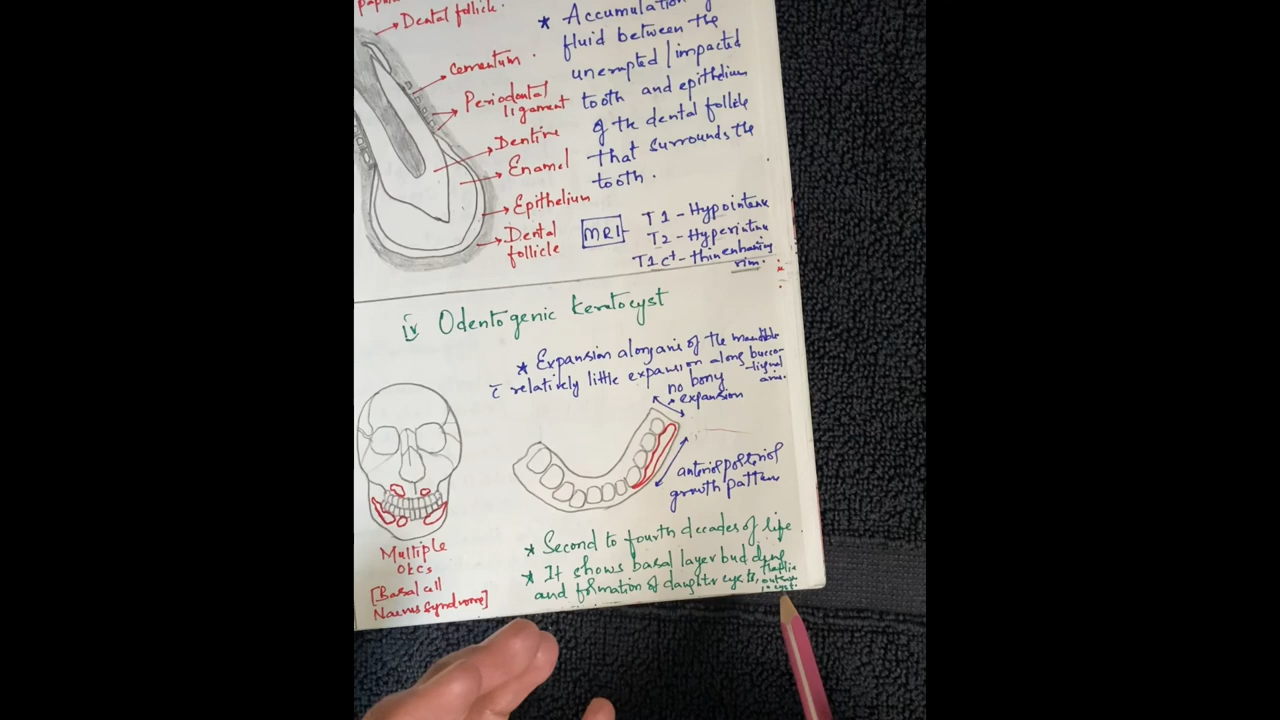 Dental follicle.
Cementum.
Periodontal
ligament
Dentine
Enamel
Epithelium
Dental
follicle
* Accumulation
fluid between the
unerupted/impacted
tooth and epithelium
of the dental follicle
that surrounds the
tooth.
MRI
T1 - Hypointense
T2 - Hyperintense
T1 C+ - thin enhancing
rim.
iv Odentogenic keratocyst
* Expansion along axis of the mandible
c̄ relatively little expansion along bucco-
-lingual
axis.
no bony
expansion
anteroposterior
growth pattern
Multiple
OKCs
[Basal cell
Naevus Syndrome]
* Second to fourth decades of life
* It shows basal layer budding
and formation of daughter cysts,